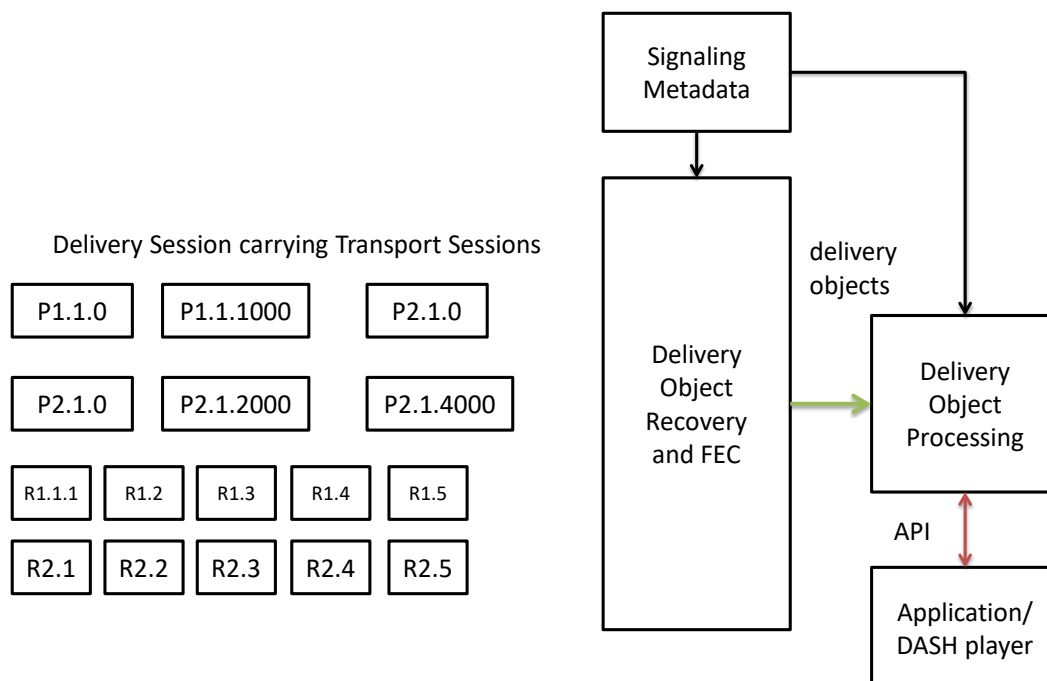 Signaling
Metadata
Delivery Session carrying Transport Sessions
P1.1.0
P1.1.1000
P2.1.0
P2.1.0
P2.1.2000
P2.1.4000
R1.1.1
R1.2
R1.3
R1.4
R1.5
R2.1
R2.2
R2.3
R2.4
R2.5
Delivery
Object
Recovery
and FEC
delivery
objects
Delivery
Object
Processing
API
Application/
DASH player